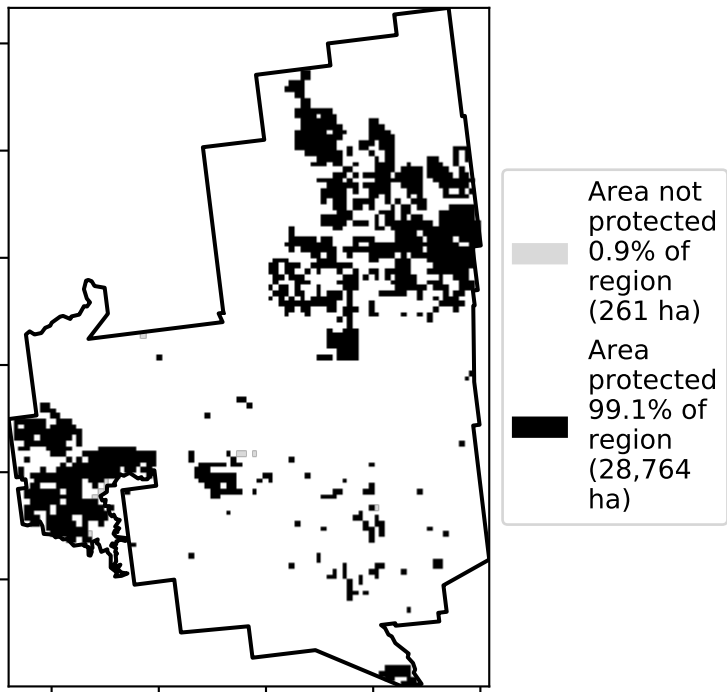 Area not
protected
0.9% of
region
(261 ha)
Area
protected
99.1% of
region
(28,764
ha)